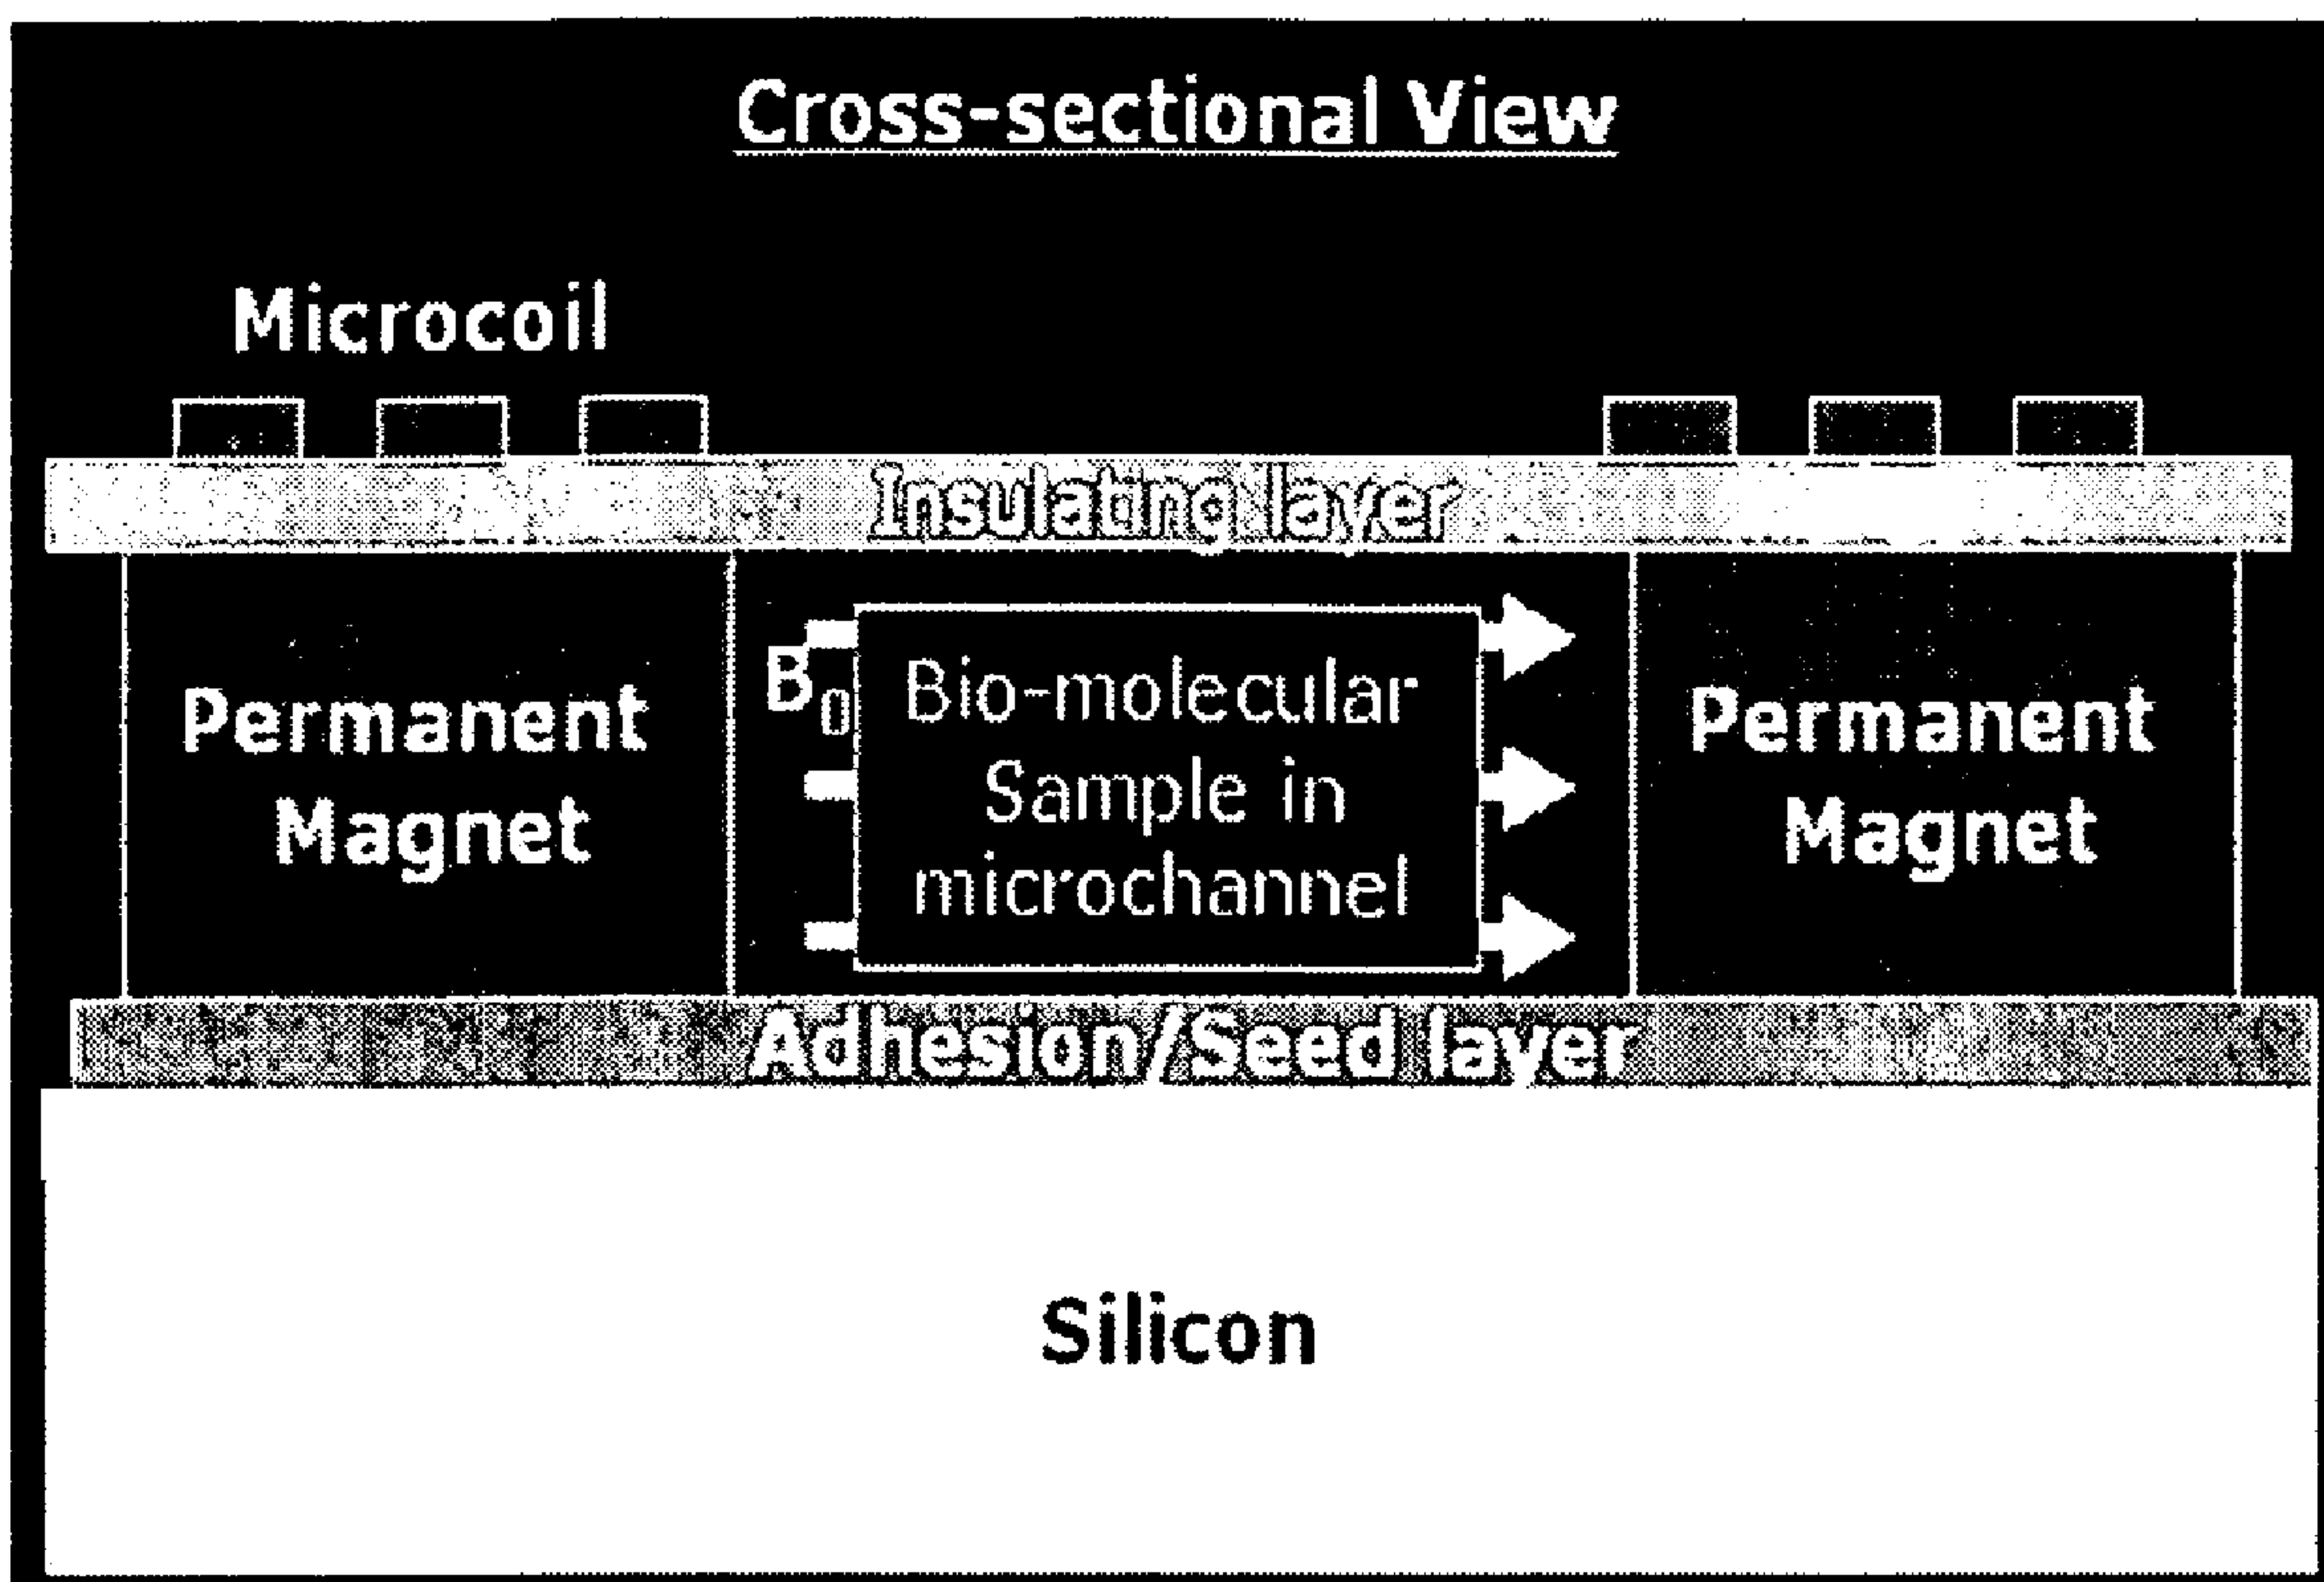 Cross-sectional View
Microcoil
Insulating layer
B₀
Bio-molecular
Sample in
microchannel
Permanent
Magnet
Permanent
Magnet
Adhesion/Seed layer
Silicon